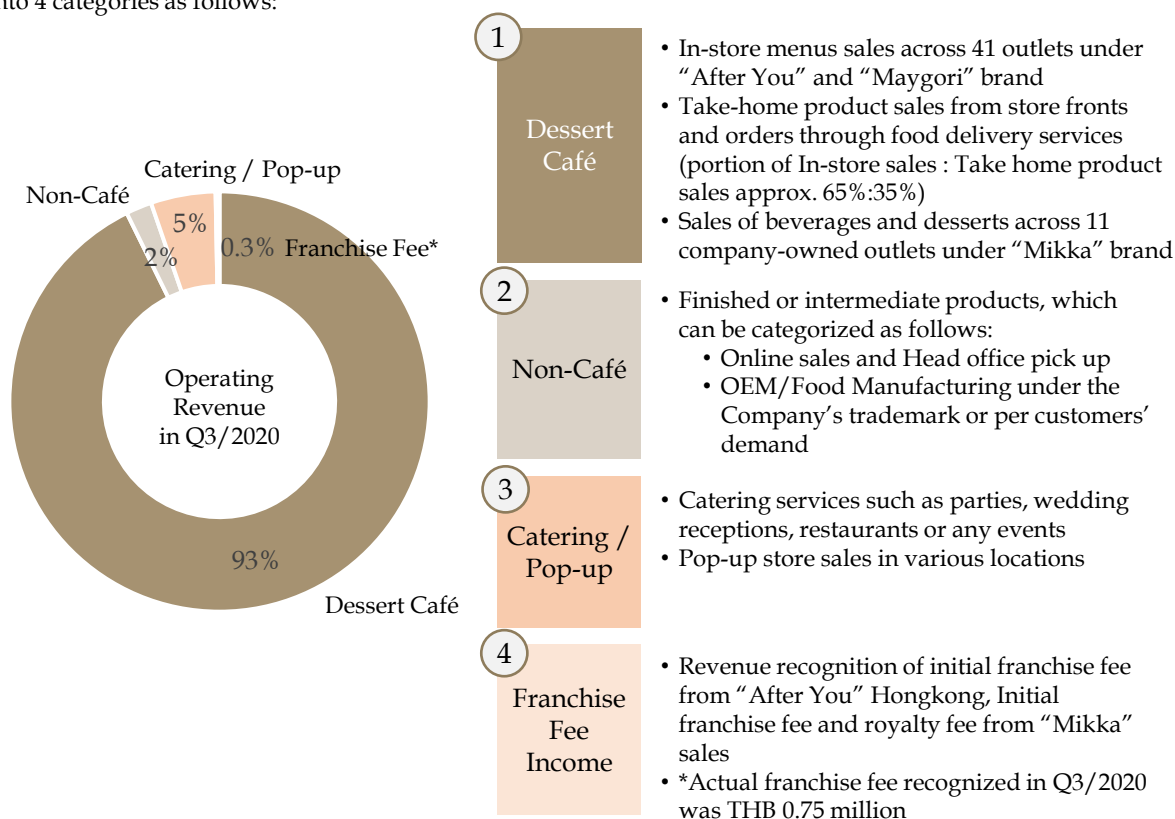 nto 4 categories as follows:
Catering / Pop-up
Non-Café
5%
2%
0.3% Franchise Fee*
Operating
Revenue
in Q3/2020
93%
Dessert Café
1
Dessert
Café
• In-store menus sales across 41 outlets under
“After You” and “Maygori” brand
• Take-home product sales from store fronts
and orders through food delivery services
(portion of In-store sales : Take home product
sales approx. 65%:35%)
• Sales of beverages and desserts across 11
company-owned outlets under “Mikka” brand
2
Non-Café
• Finished or intermediate products, which
can be categorized as follows:
• Online sales and Head office pick up
• OEM/Food Manufacturing under the
Company’s trademark or per customers’
demand
3
Catering /
Pop-up
• Catering services such as parties, wedding
receptions, restaurants or any events
• Pop-up store sales in various locations
4
Franchise
Fee
Income
• Revenue recognition of initial franchise fee
from “After You” Hongkong, Initial
franchise fee and royalty fee from “Mikka”
sales
• *Actual franchise fee recognized in Q3/2020
was THB 0.75 million